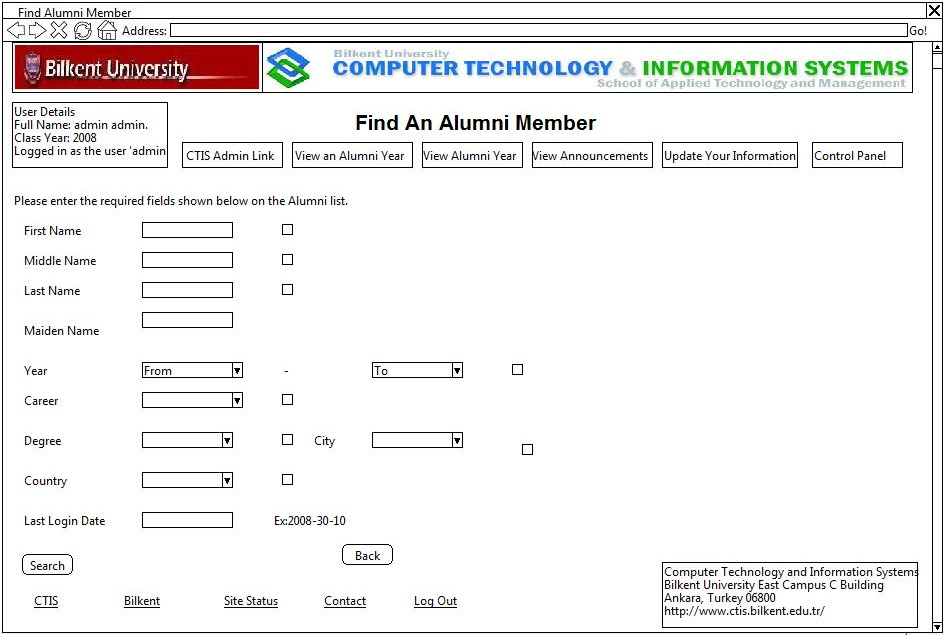 Find Alumni Member
Address:
Go!
Bilkent University
Bilkent University
COMPUTER TECHNOLOGY & INFORMATION SYSTEMS
School of Applied Technology and Management
User Details
Full Name: admin admin.
Class Year: 2008
Logged in as the user 'admin
Find An Alumni Member
CTIS Admin Link
View an Alumni Year
View Alumni Year
View Announcements
Update Your Information
Control Panel
Please enter the required fields shown below on the Alumni list.
First Name
Middle Name
Last Name
Maiden Name
Year From - To
Career
Degree City
Country
Last Login Date Ex:2008-30-10
Search
Back
CTIS Bilkent Site Status Contact Log Out
Computer Technology and Information Systems
Bilkent University East Campus C Building
Ankara, Turkey 06800
http://www.ctis.bilkent.edu.tr/